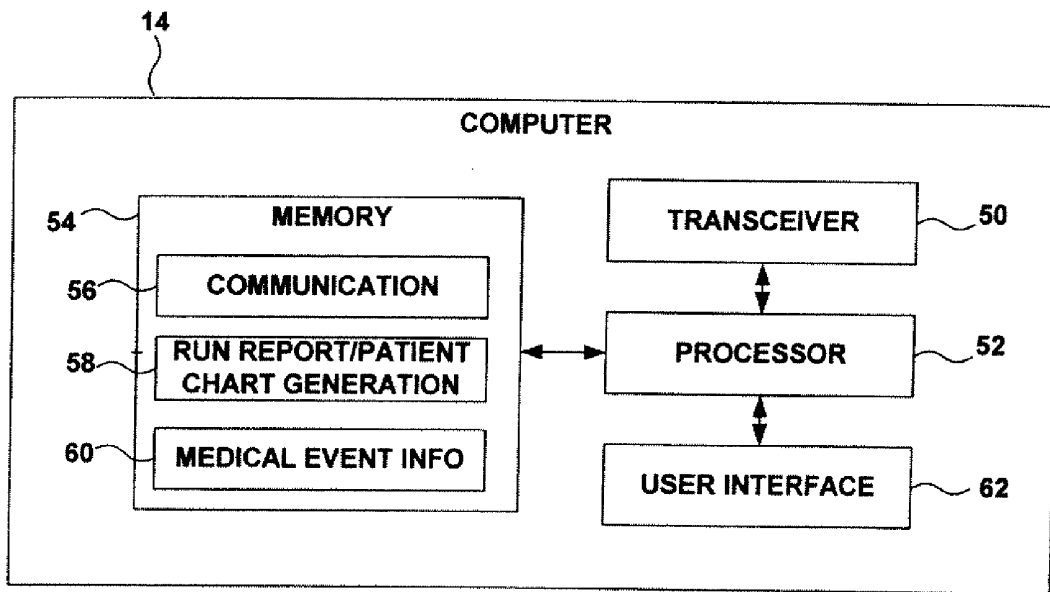 14
COMPUTER
54
MEMORY
56
COMMUNICATION
58
RUN REPORT/PATIENT
CHART GENERATION
60
MEDICAL EVENT INFO
TRANSCEIVER
50
PROCESSOR
52
USER INTERFACE
62